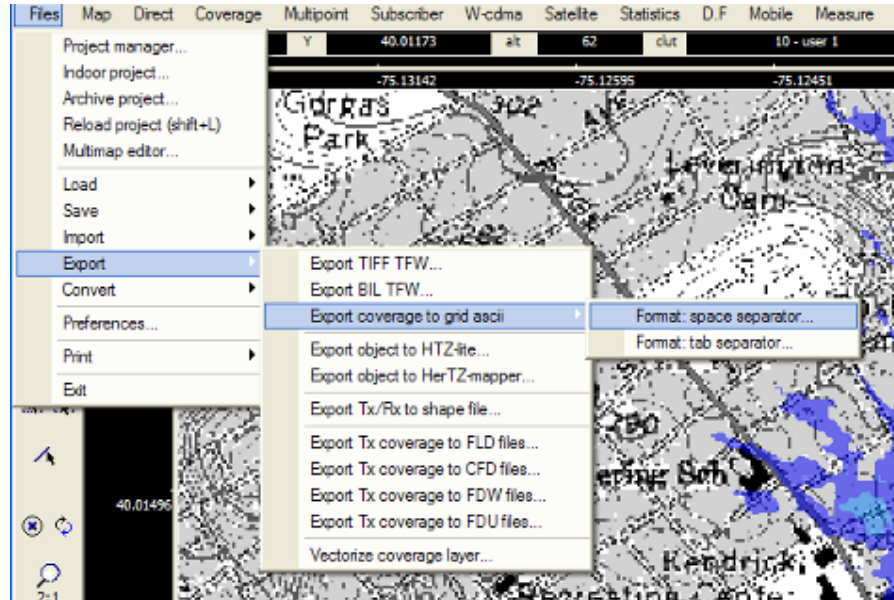 Files Map Direct Coverage Multipoint Subscriber W-cdma Satellite Statistics D.F Mobile Measure
Y 40.01173 alt 62 clut 10 - user 1
-75.13142 -75.12595 -75.12451
Project manager...
Indoor project...
Archive project...
Reload project (shift+L)
Multimap editor...
Load
Save
Import
Export
Convert
Preferences...
Print
Exit
Export TIFF TFW...
Export BIL TFW...
Export coverage to grid ascii
Export object to HTZ-lite...
Export object to HerTZ-mapper...
Export Tx/Rx to shape file...
Export Tx coverage to FLD files...
Export Tx coverage to CFD files...
Export Tx coverage to FDW files...
Export Tx coverage to FDU files...
Vectorize coverage layer...
Format: space separator...
Format: tab separator...
Gorgas
Park
302
40.01496
2:1
Kendrick